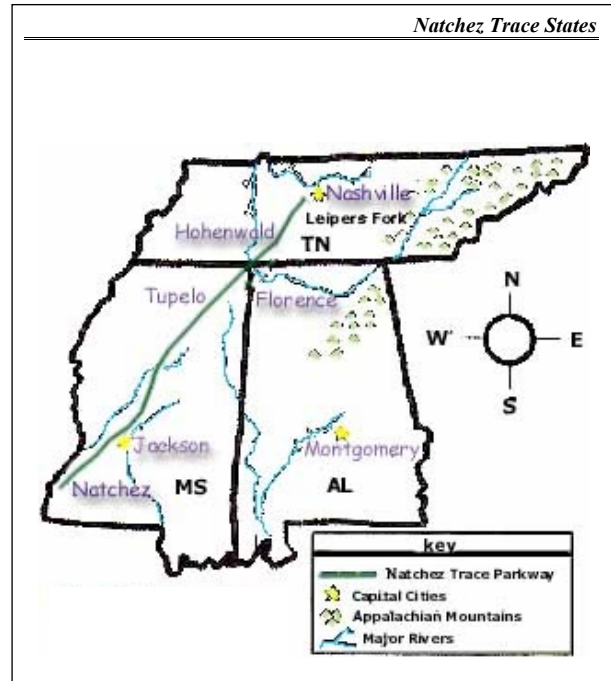 Natchez Trace States
Nashville
Leipers Fork
Hohenwald
TN
Tupelo
Florence
N
W
E
S
Jackson
Montgomery
Natchez
MS
AL
key
Natchez Trace Parkway
Capital Cities
Appalachian Mountains
Major Rivers